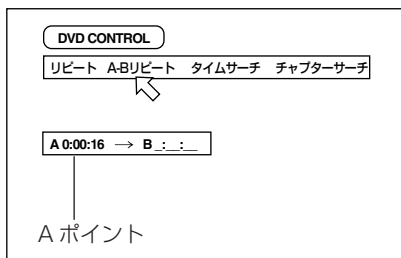 DVD CONTROL
リピート A-Bリピート タイムサーチ チャプターサーチ
A 0:00:16 → B _:__:__
A ポイント